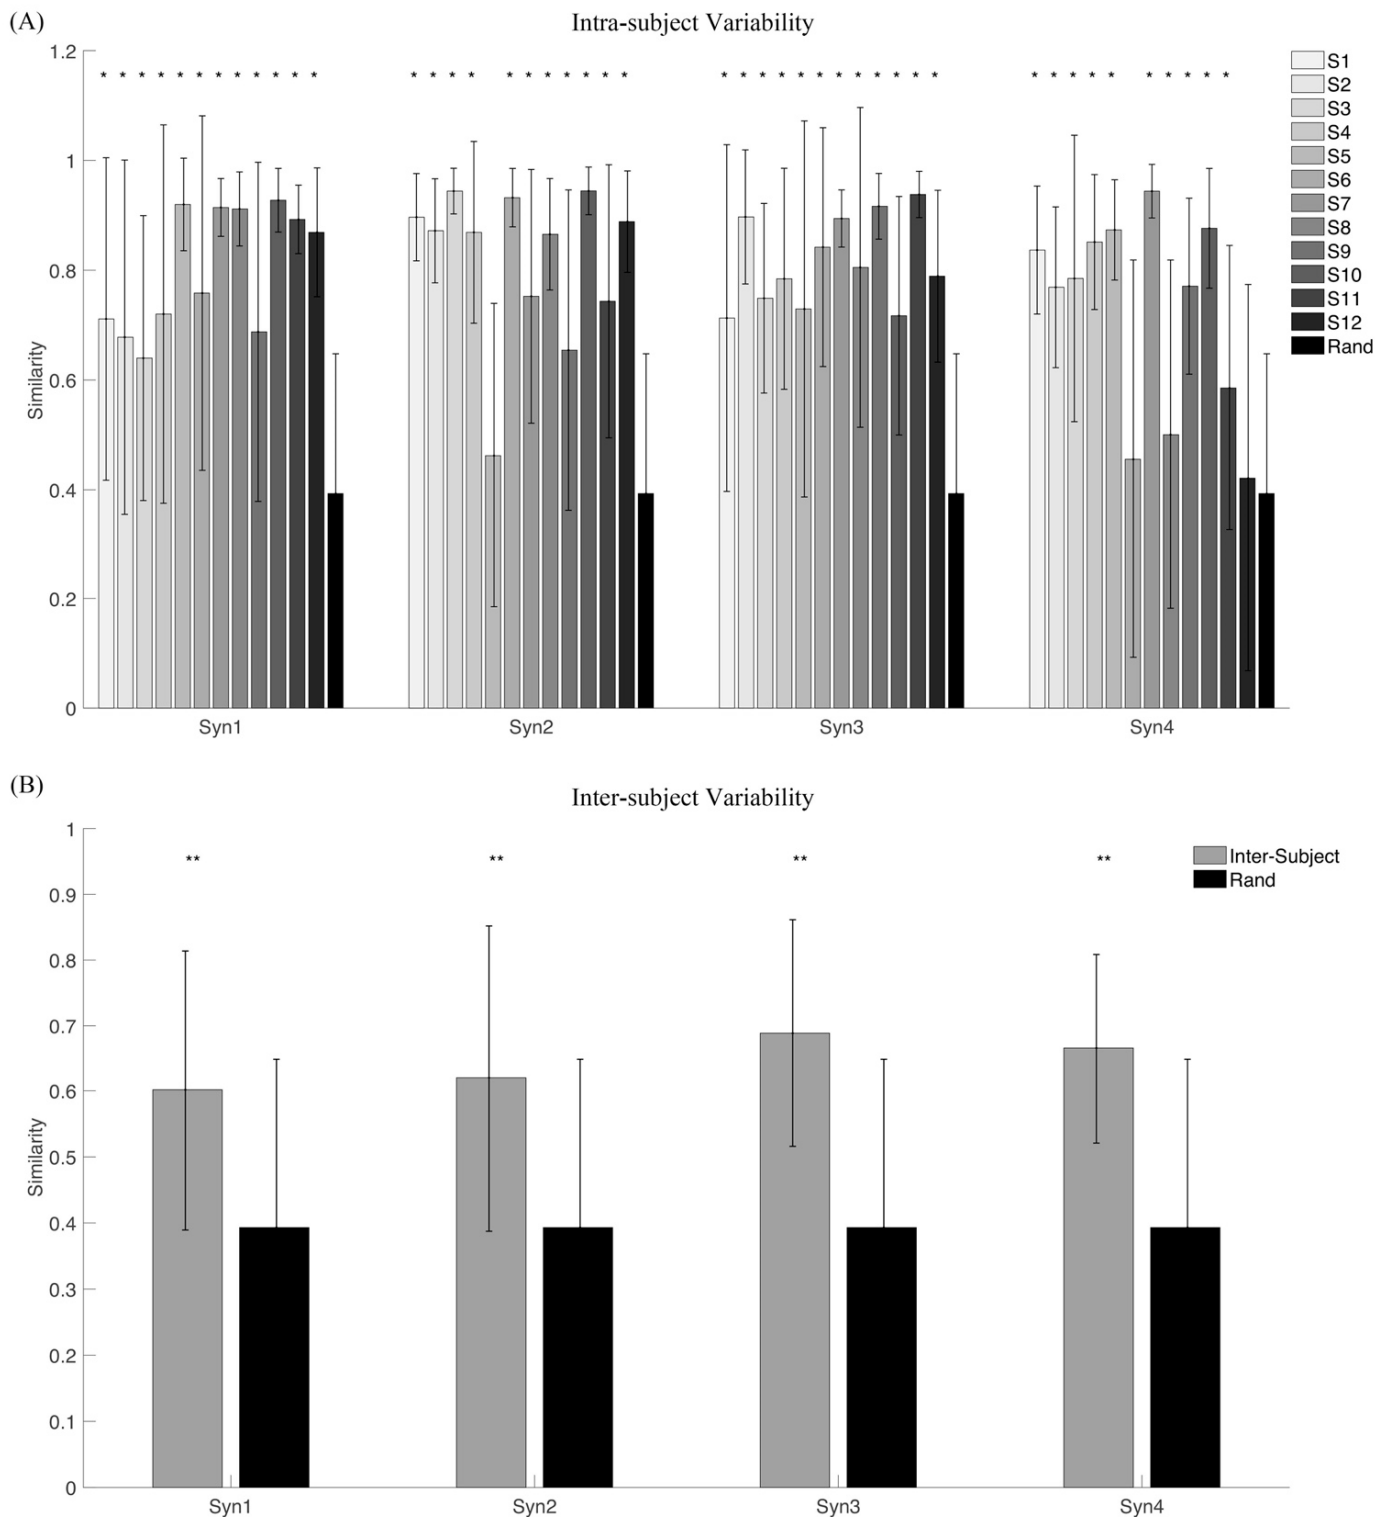 (A)
Intra-subject Variability
1.2
* * * * * * * * * * * * * * * * * * * * * * * * * * * * * * * * * * * * * * * * * * * * *
1
0.8
0.6
0.4
0.2
0
Similarity
Syn1 Syn2 Syn3 Syn4
S1
S2
S3
S4
S5
S6
S7
S8
S9
S10
S11
S12
Rand
(B)
Inter-subject Variability
1
** ** ** **
0.9
0.8
0.7
0.6
0.5
0.4
0.3
0.2
0.1
0
Similarity
Syn1 Syn2 Syn3 Syn4
Inter-Subject
Rand